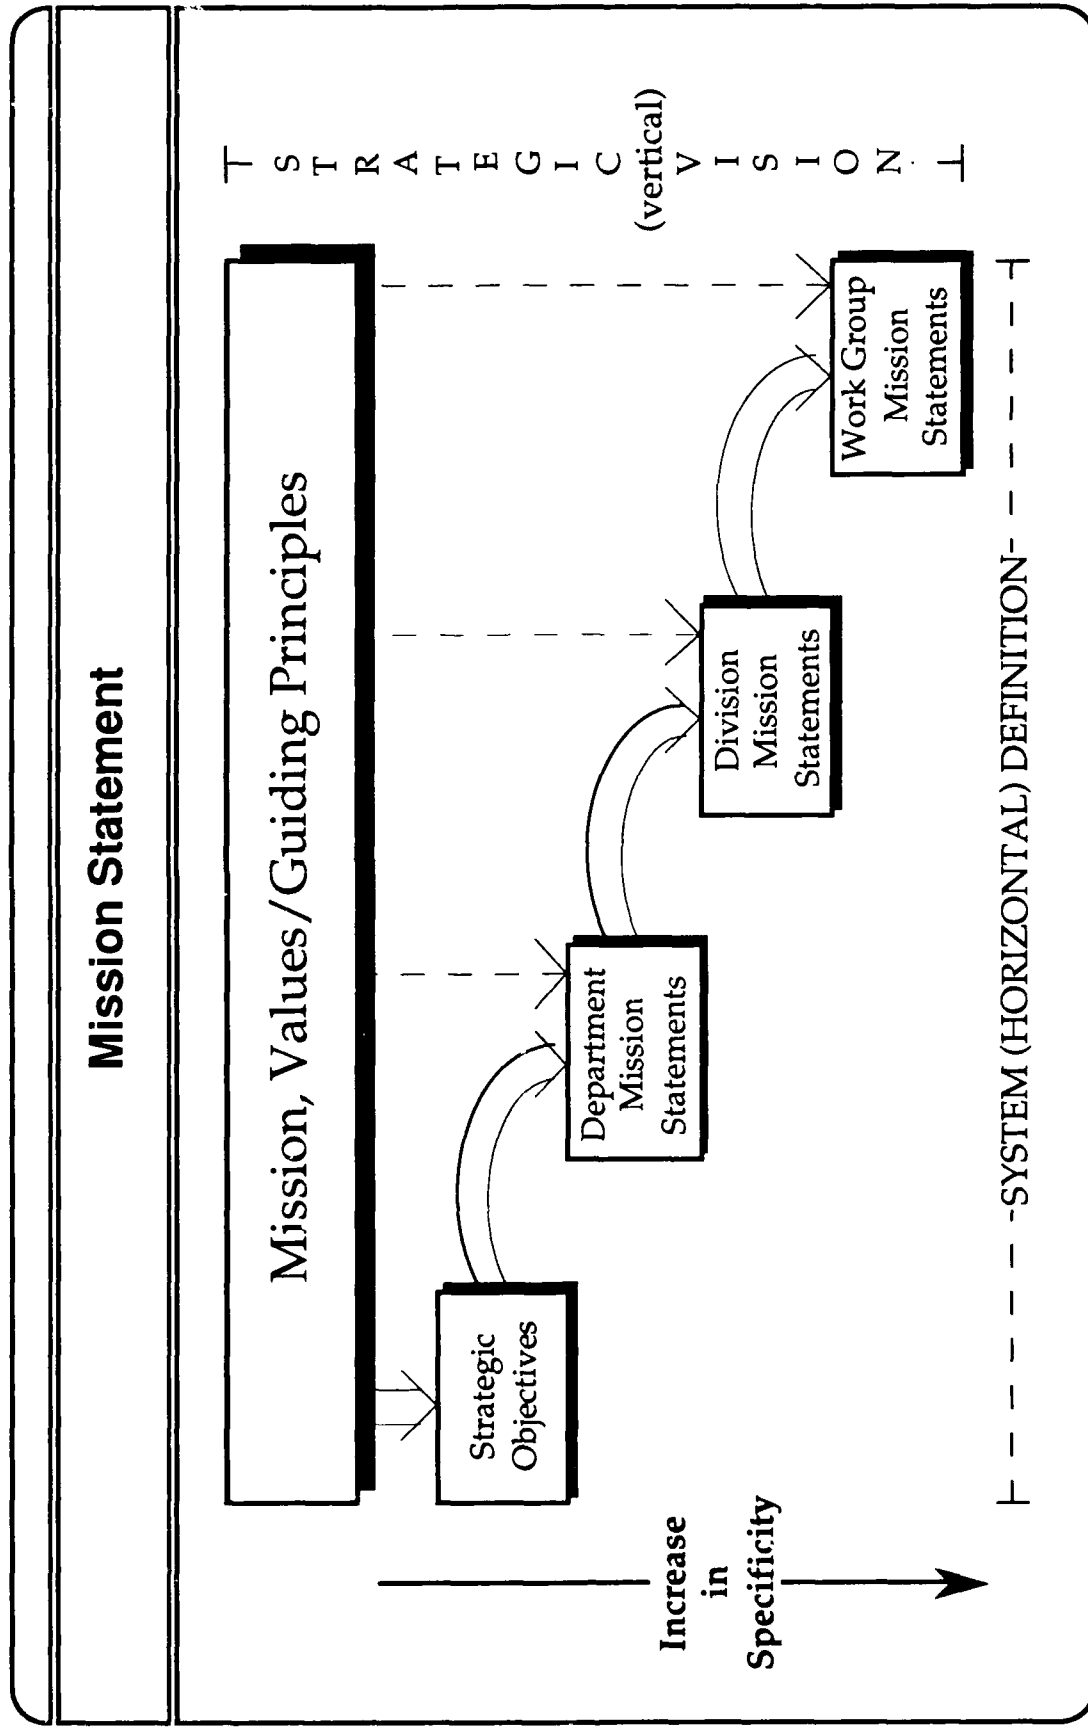 Mission Statement
Mission, Values/Guiding Principles
Strategic
Objectives
Department
Mission
Statements
Division
Mission
Statements
Work Group
Mission
Statements
Increase
in
Specificity
S
T
R
A
T
E
G
I
C
(vertical)
V
I
S
I
O
N
SYSTEM (HORIZONTAL) DEFINITION